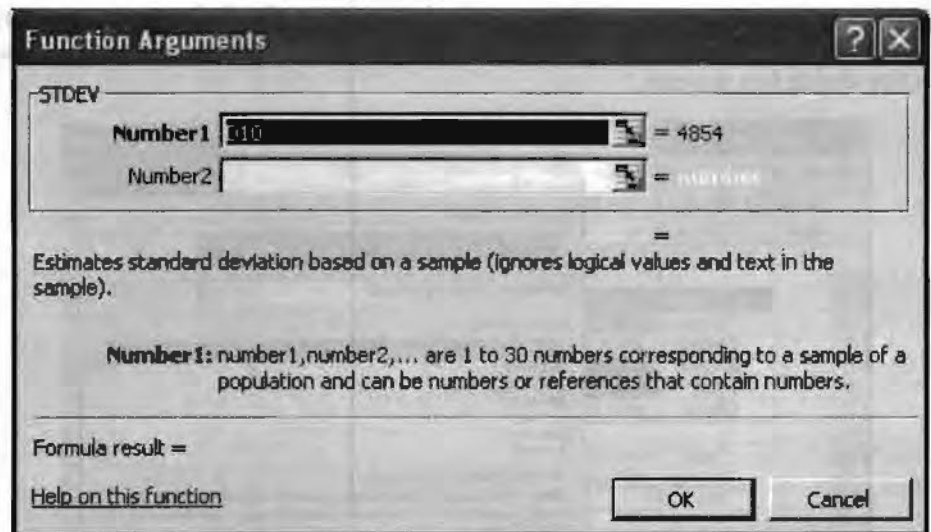 Function Arguments
STDEV
Number1 D10 = 4854
Number2 = number
=
Estimates standard deviation based on a sample (ignores logical values and text in the
sample).
Number1: number1,number2,... are 1 to 30 numbers corresponding to a sample of a
population and can be numbers or references that contain numbers.
Formula result =
Help on this function
OK Cancel